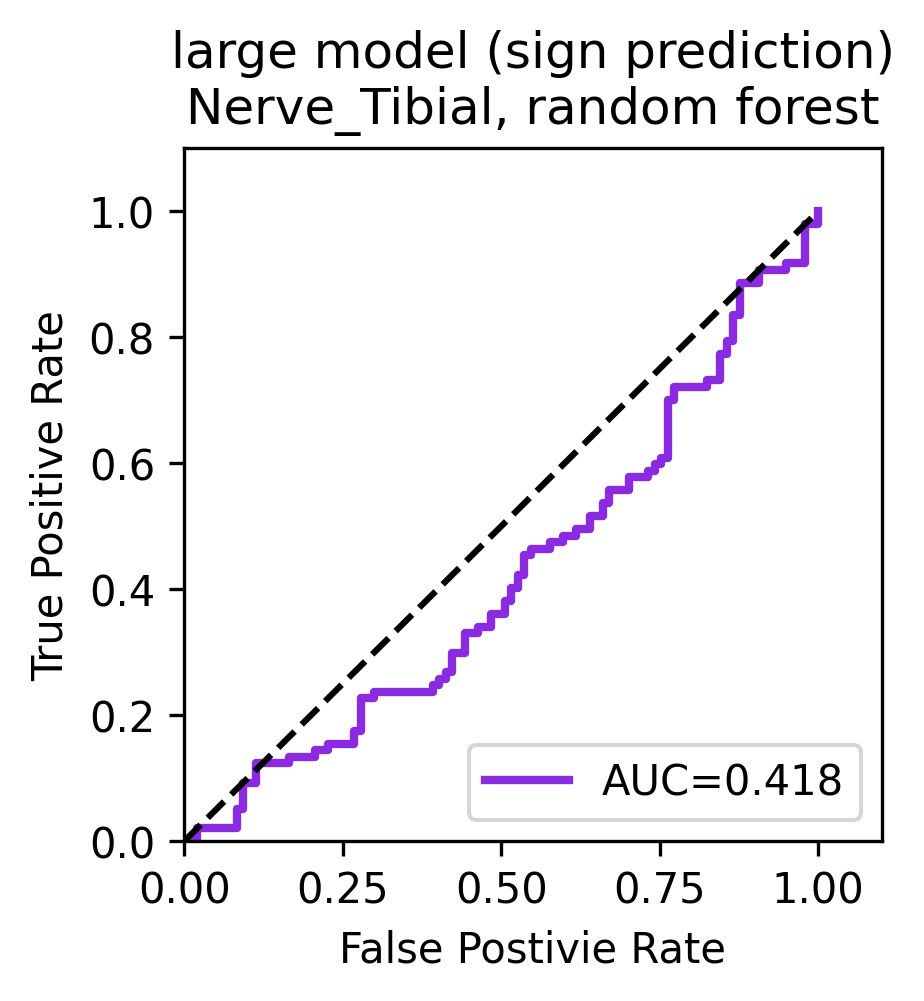 large model (sign prediction)
Nerve_Tibial, random forest
True Positive Rate
1.0
0.8
0.6
0.4
0.2
0.0
AUC=0.418
0.00 0.25 0.50 0.75 1.00
False Postivie Rate